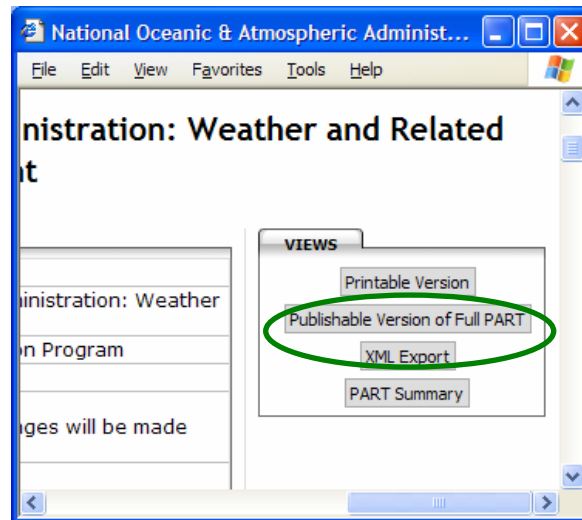 National Oceanic & Atmospheric Administ...
File Edit View Favorites Tools Help
nistration: Weather and Related
nt
VIEWS
Printable Version
ministration: Weather
Publishable Version of Full PART
on Program
XML Export
PART Summary
nges will be made